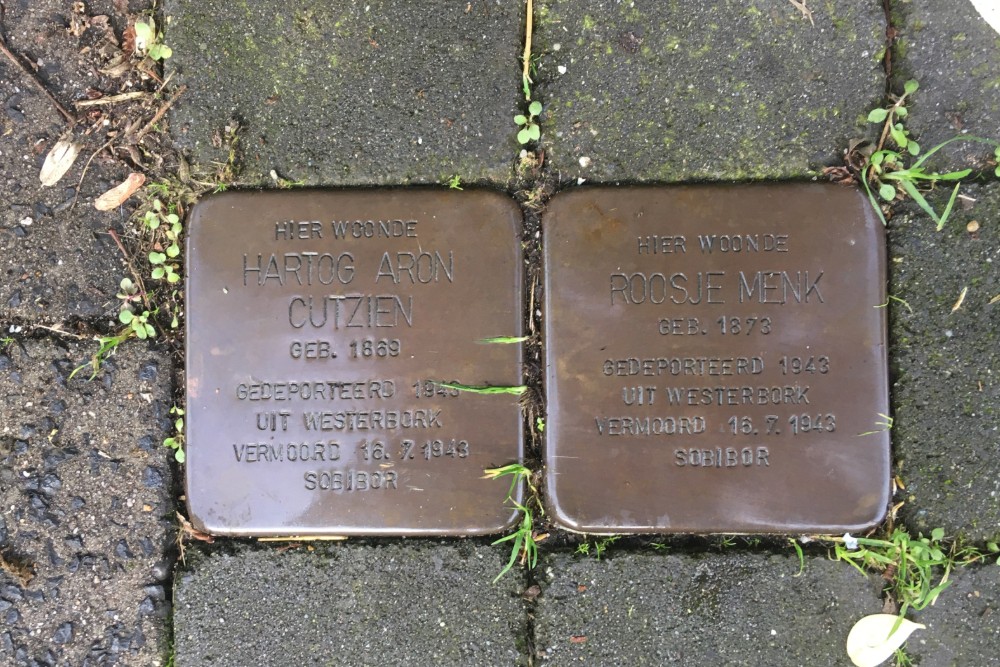 HIER WOONDE
HARTOG ARON
CUTZIEN
GEB. 1869
GEDEPORTEERD 1943
UIT WESTERBORK
VERMOORD 16.7.1943
SOBIBOR
HIER WOONDE
ROOSJE MENK
GEB. 1873
GEDEPORTEERD 1943
UIT WESTERBORK
VERMOORD 16.7.1943
SOBIBOR